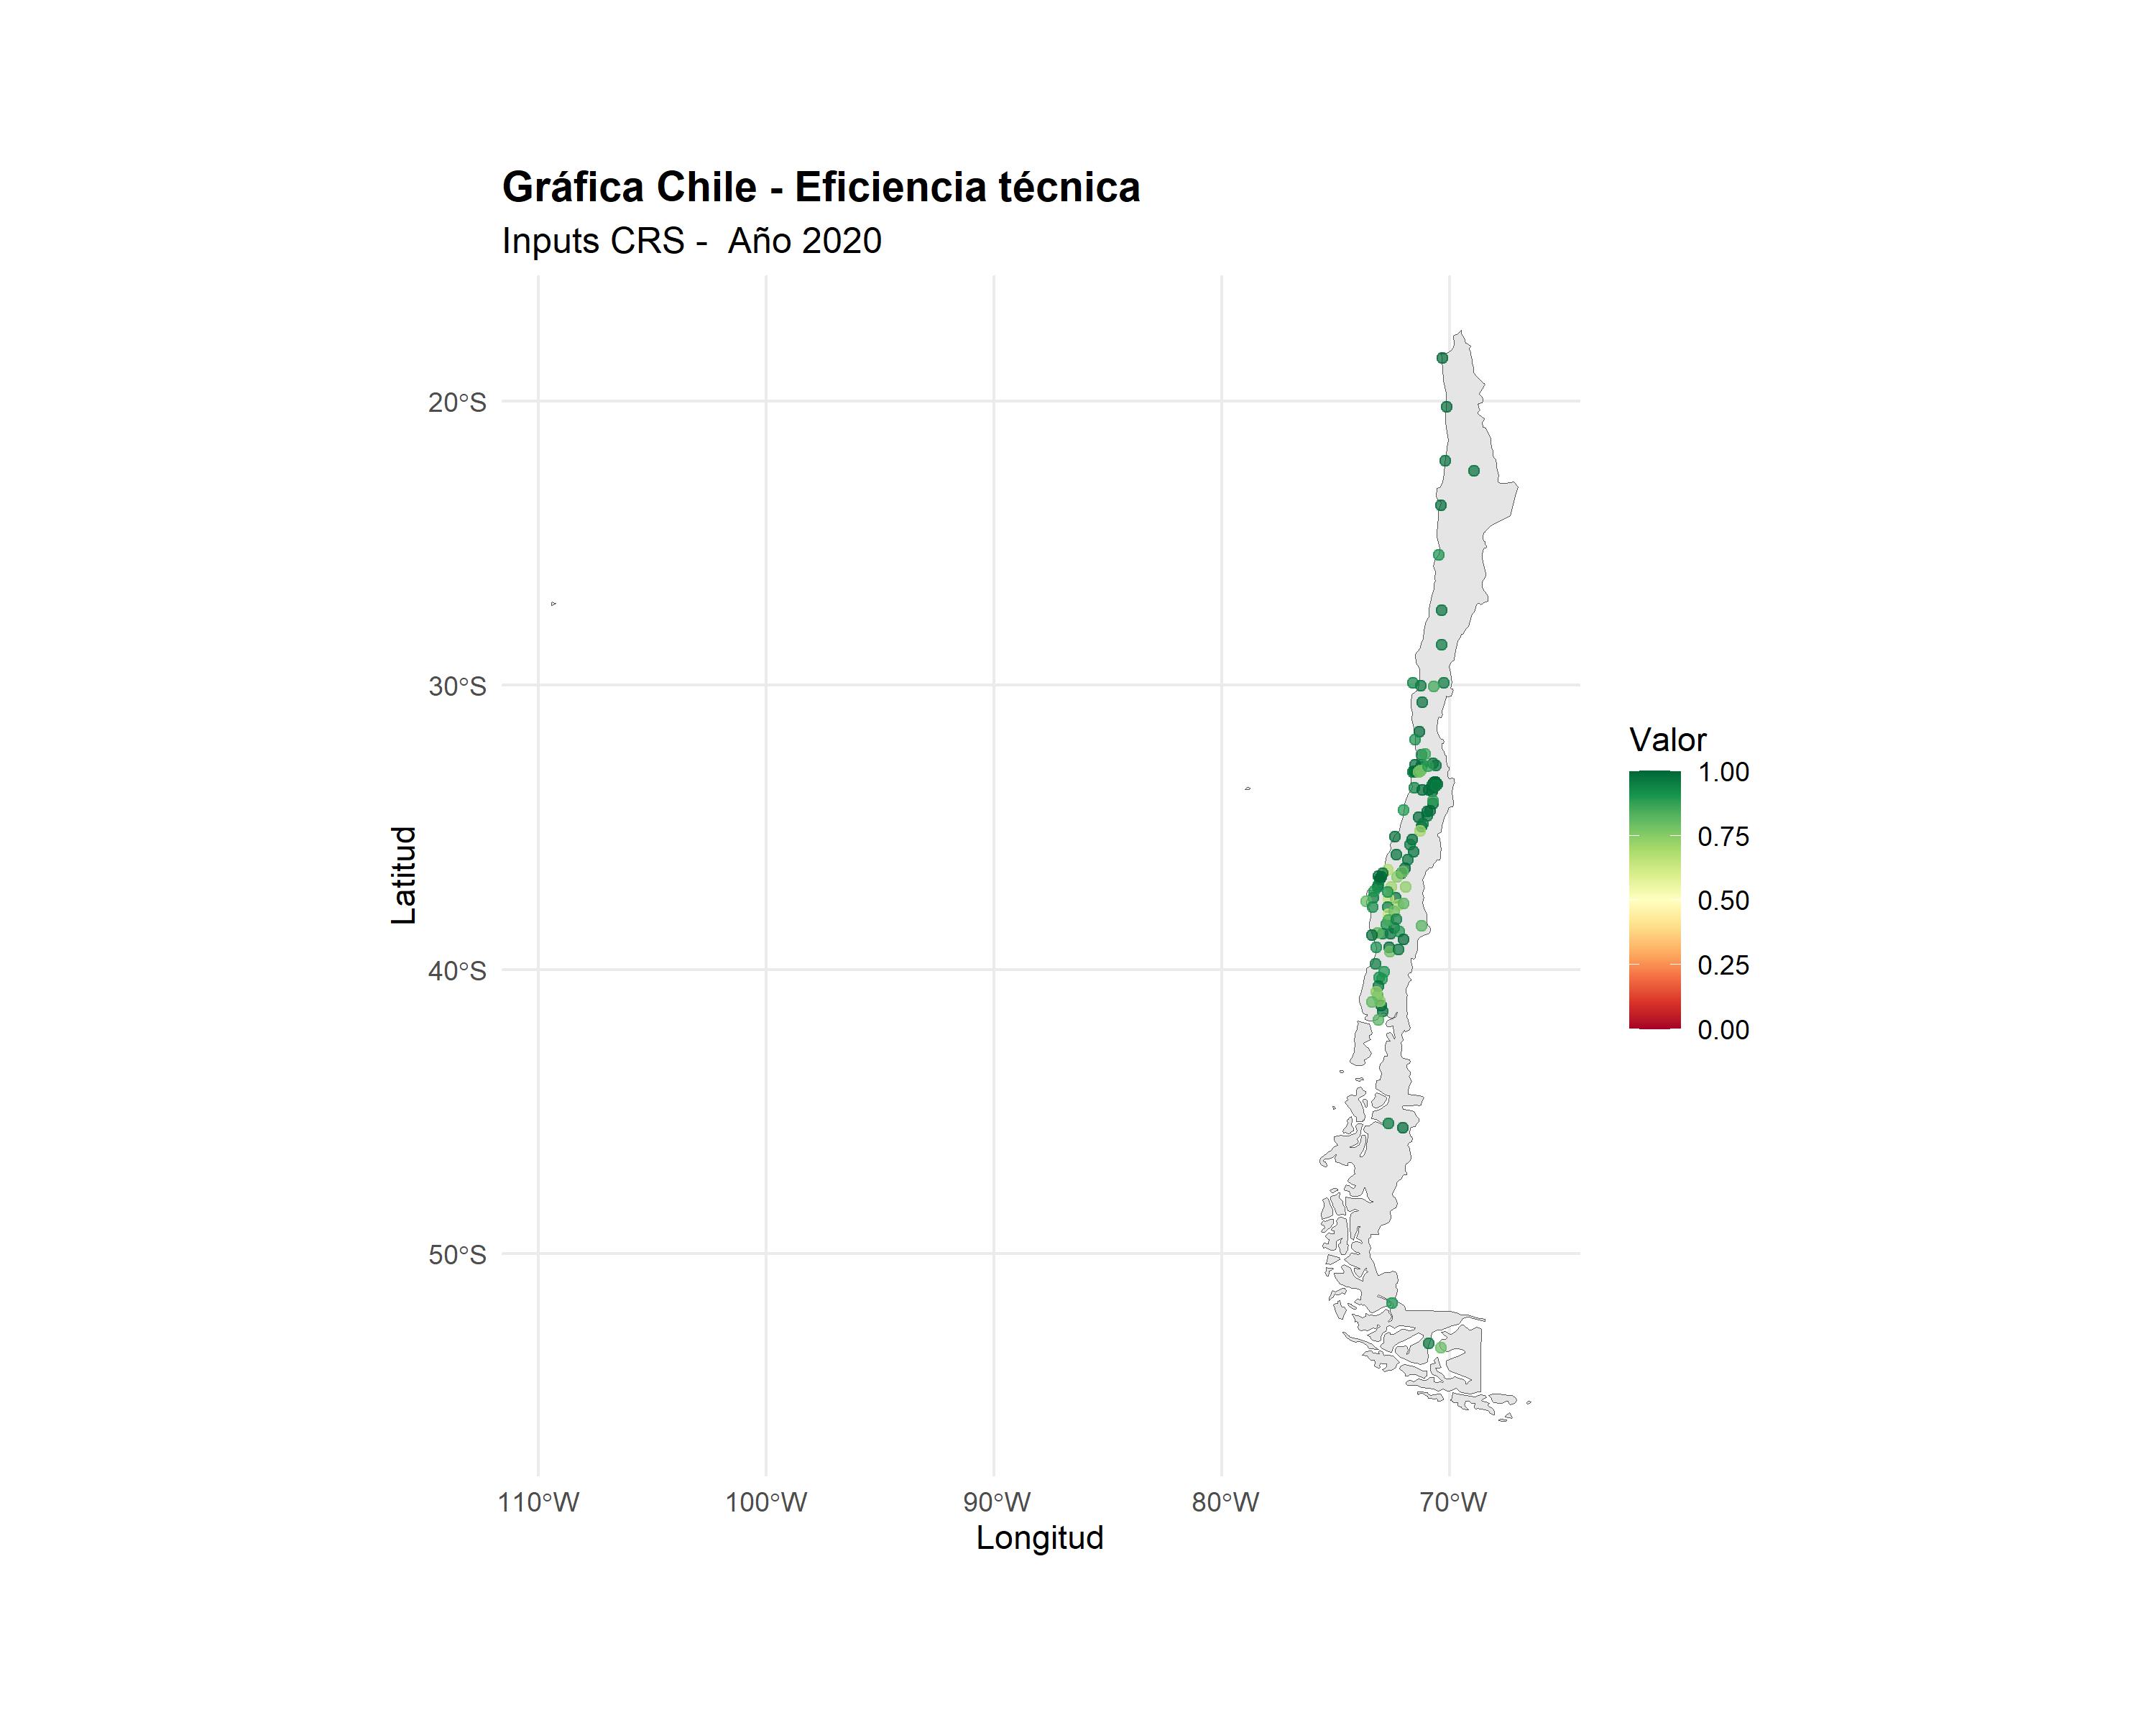 Gráfica Chile - Eficiencia técnica
Inputs CRS -  Año 2020
20°S
30°S
40°S
50°S
Latitud
110°W
100°W
90°W
80°W
70°W
Longitud
Valor
1.00
0.75
0.50
0.25
0.00